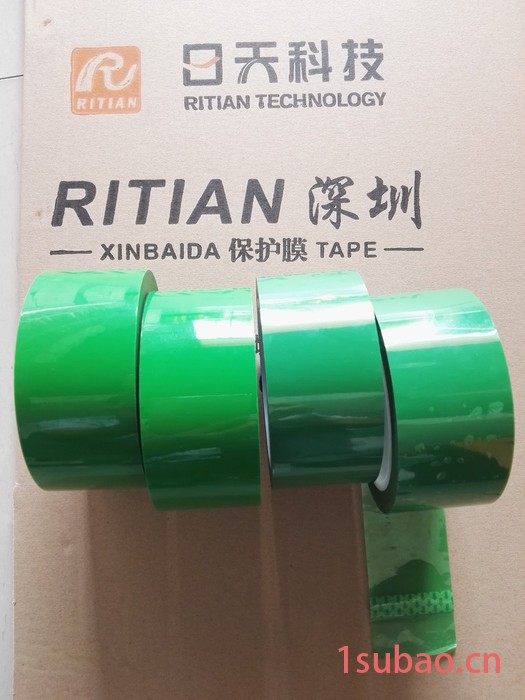 RITIAN
日天科技
RITIAN TECHNOLOGY
RITIAN 深圳
XINBAIDA 保护膜 TAPE
1subao.cn